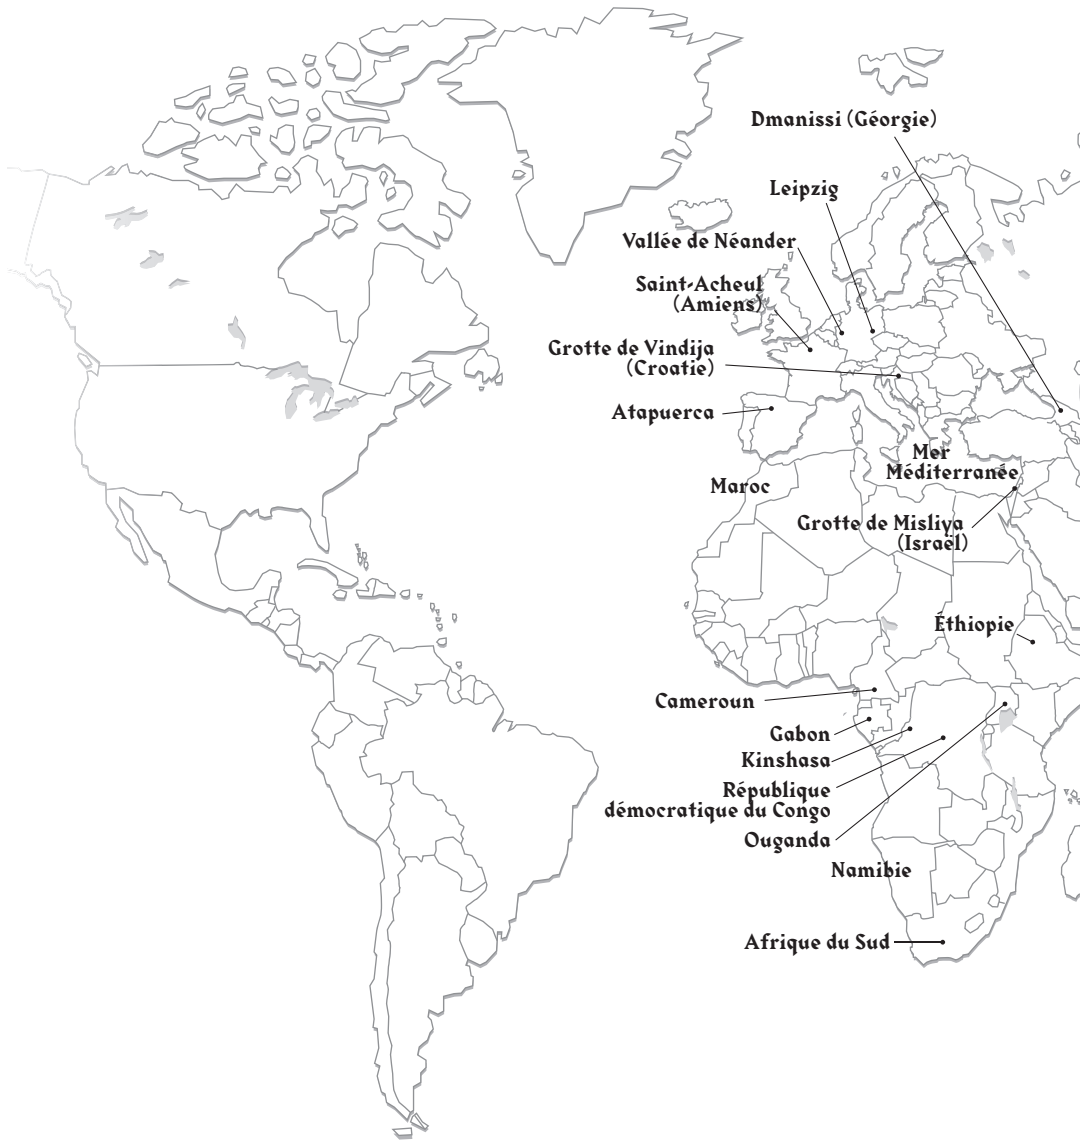 Dmanissi (Géorgie)
Leipzig
Vallée de Néander
Saint-Acheul
(Amiens)
Grotte de Vindija
(Croatie)
Atapuerca
Mer
Méditerranée
Maroc
Grotte de Misliya
(Israël)
Éthiopie
Cameroun
Gabon
Kinshasa
République
démocratique du Congo
Ouganda
Namibie
Afrique du Sud